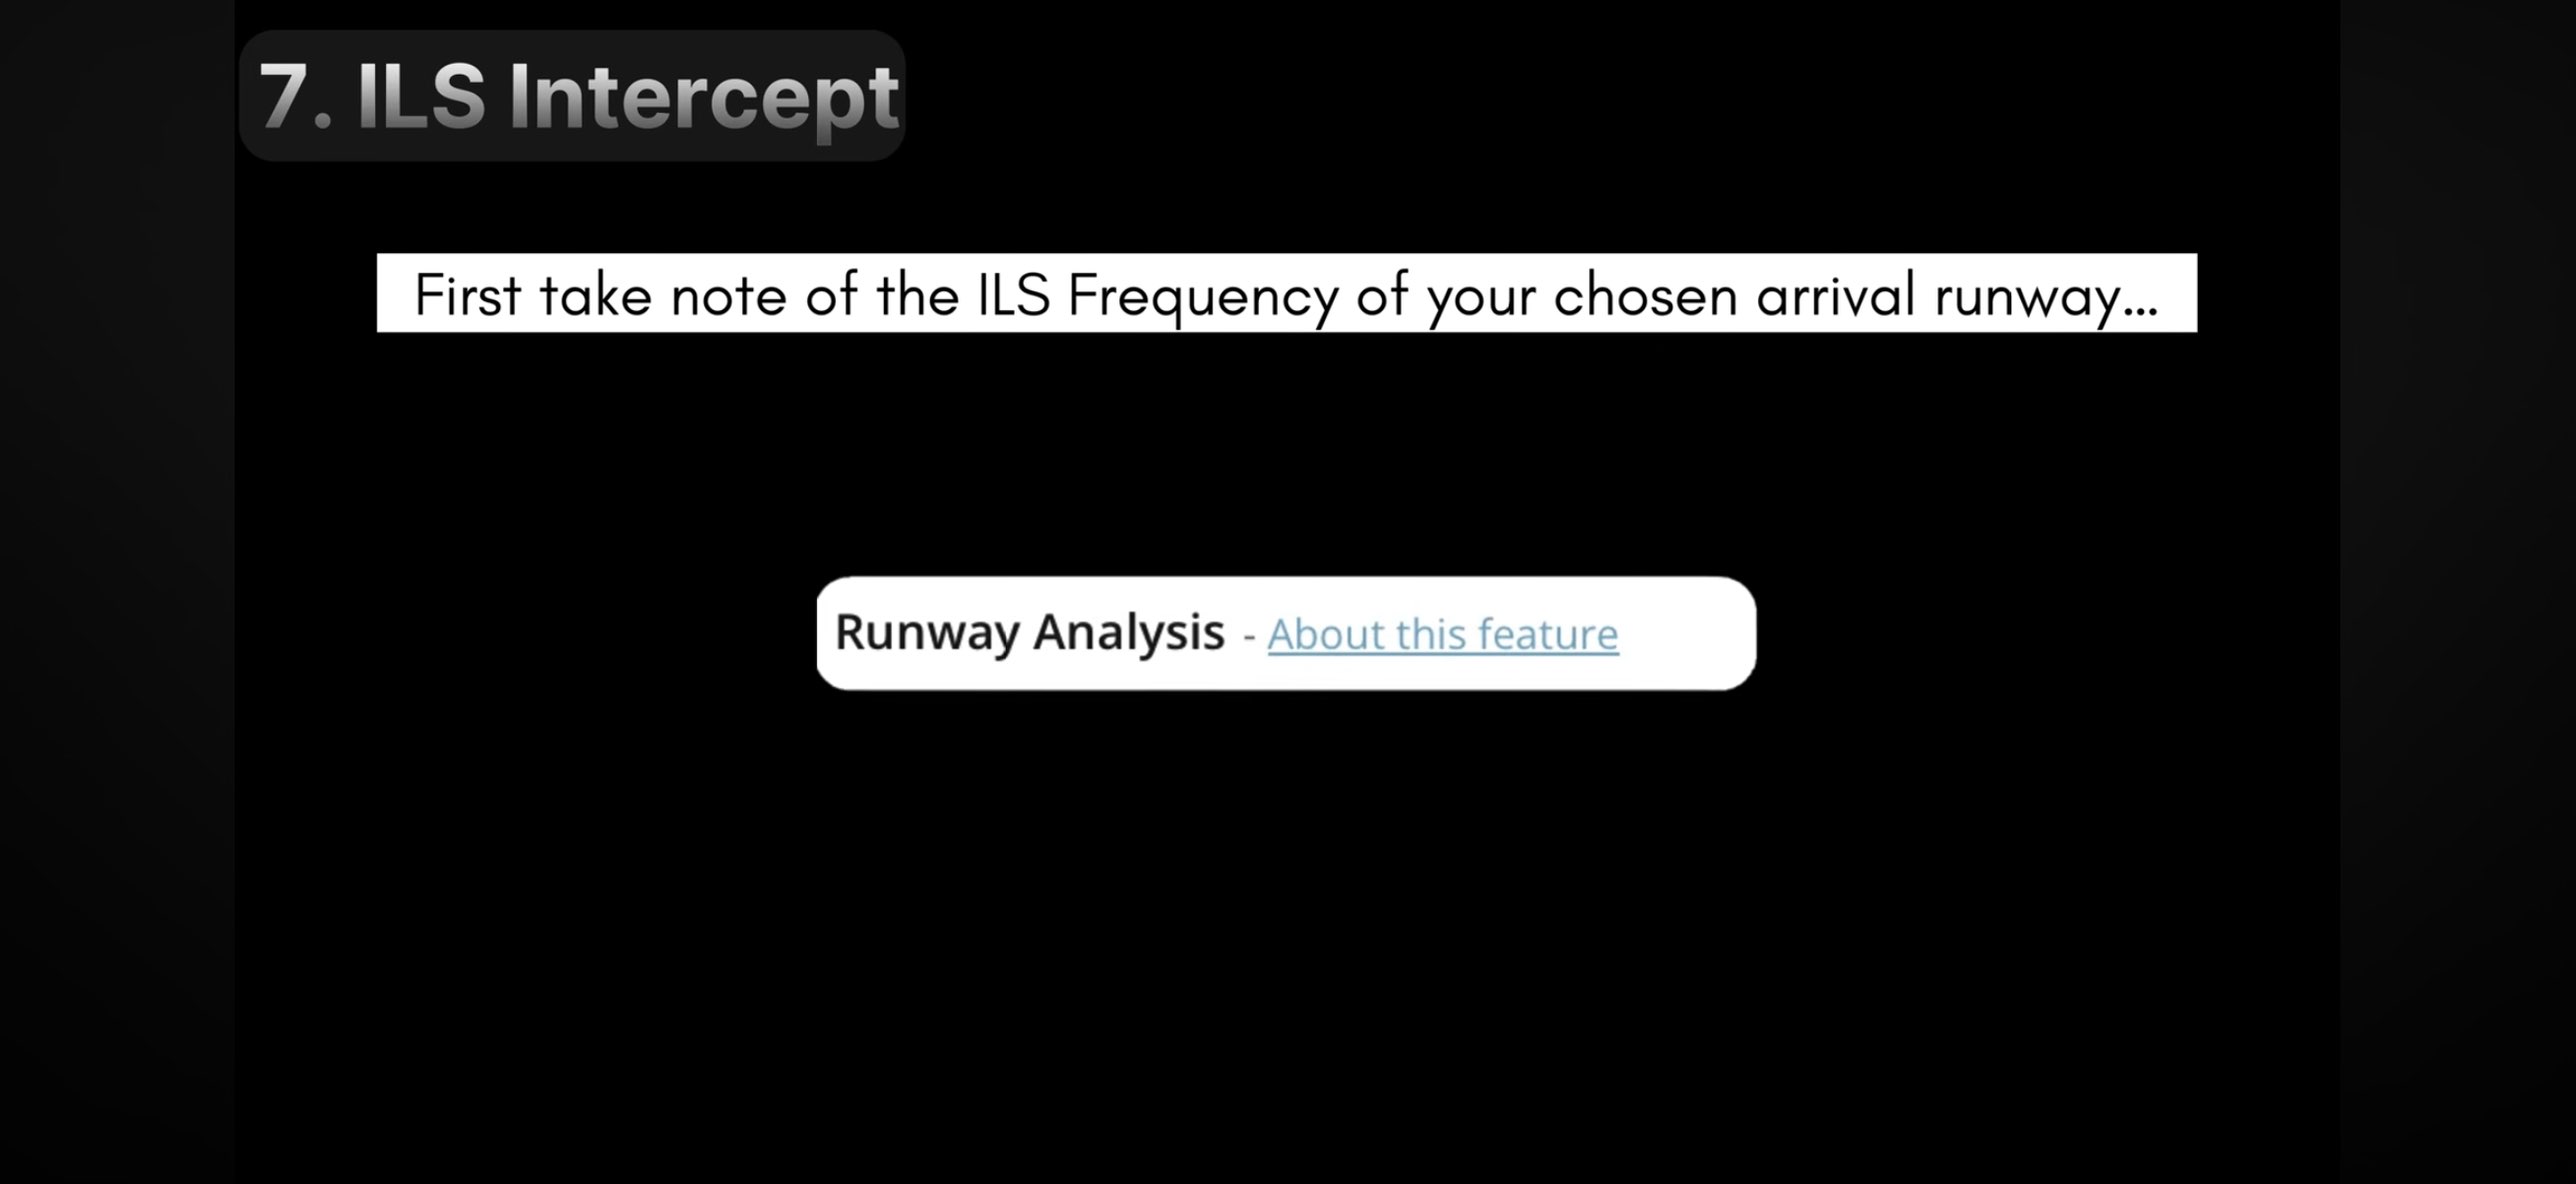 7. ILS Intercept
First take note of the ILS Frequency of your chosen arrival runway...
Runway Analysis - About this feature